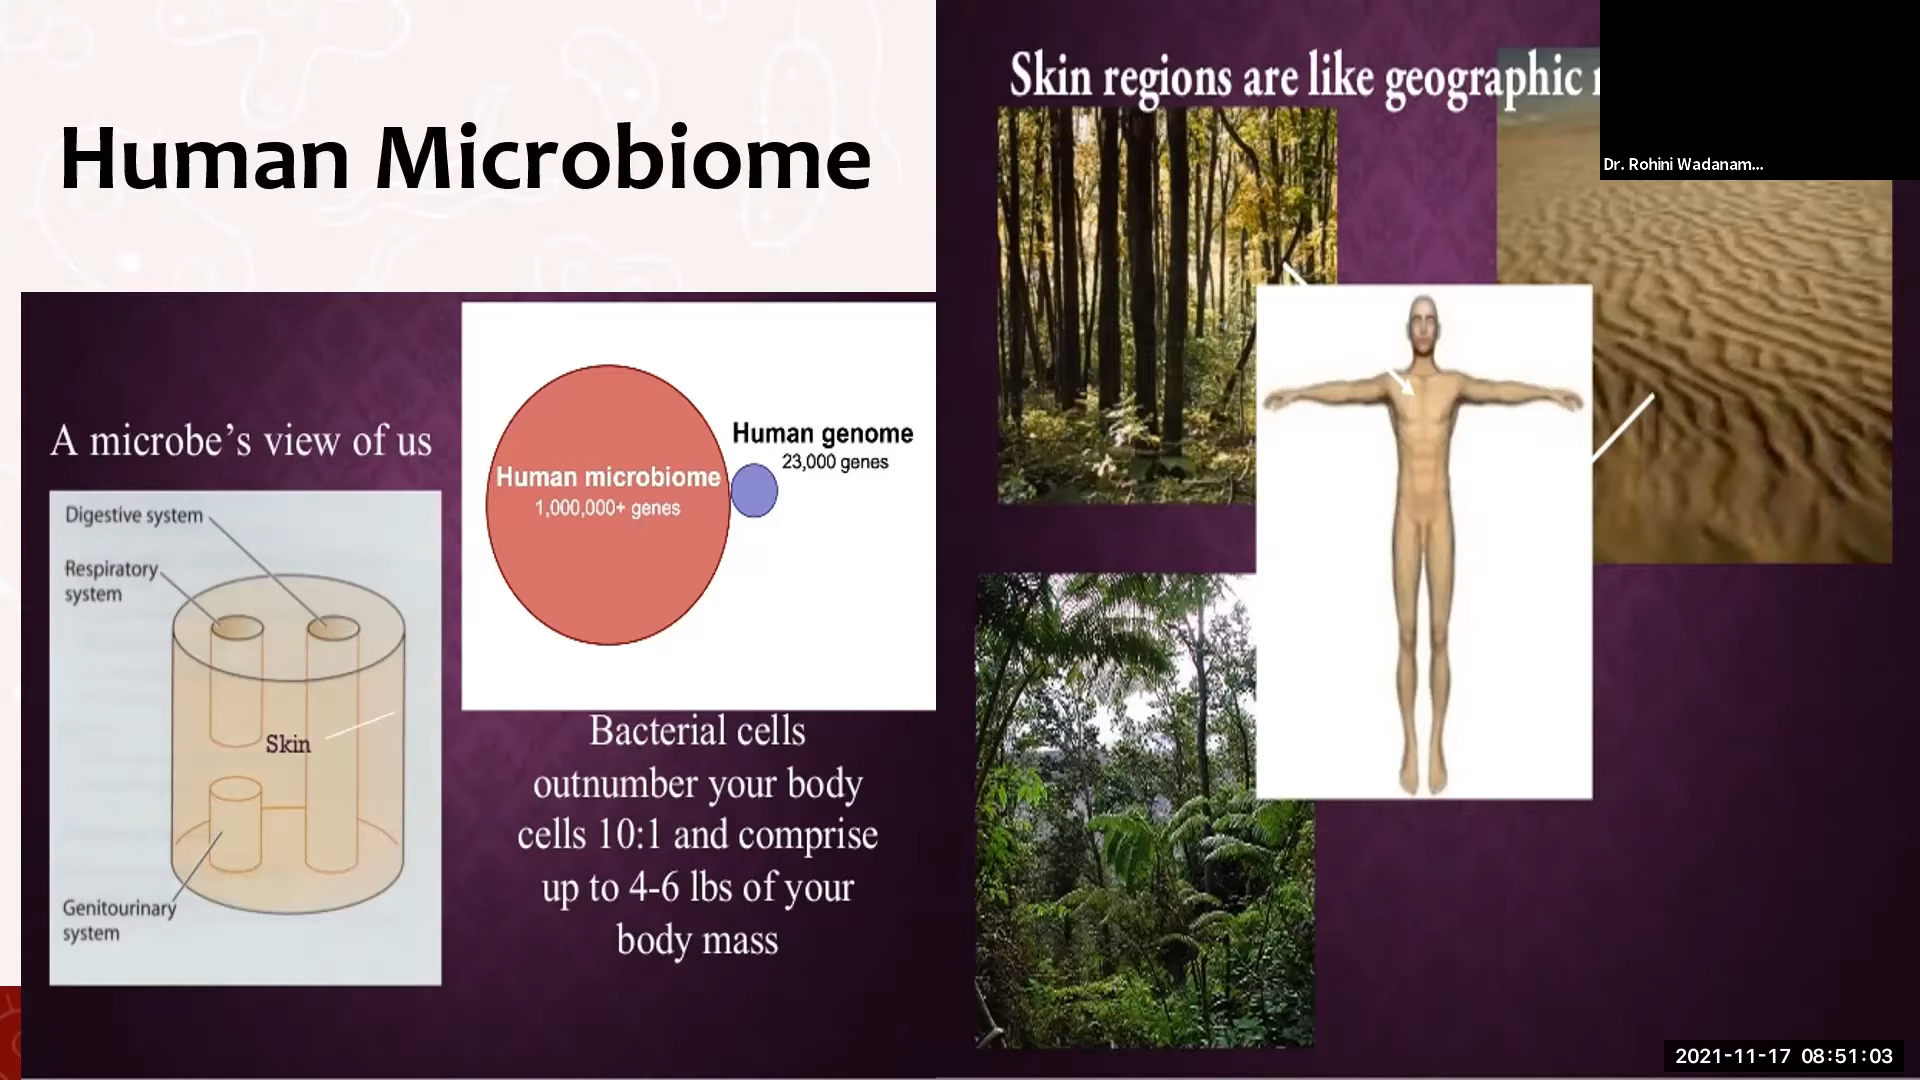 Human Microbiome
A microbe's view of us
Digestive system
Respiratory
system
Skin
Genitourinary
system
Human microbiome
1,000,000+ genes
Human genome
23,000 genes
Bacterial cells
outnumber your body
cells 10:1 and comprise
up to 4-6 lbs of your
body mass
Skin regions are like geographic
Dr. Rohini Wadanam...
2021-11-17 08:51:03